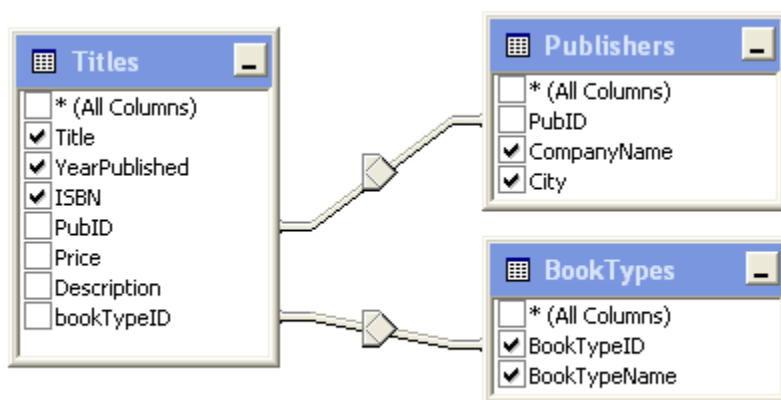 Titles
* (All Columns)
Title
YearPublished
ISBN
PubID
Price
Description
bookTypeID
Publishers
* (All Columns)
PubID
CompanyName
City
BookTypes
* (All Columns)
BookTypeID
BookTypeName